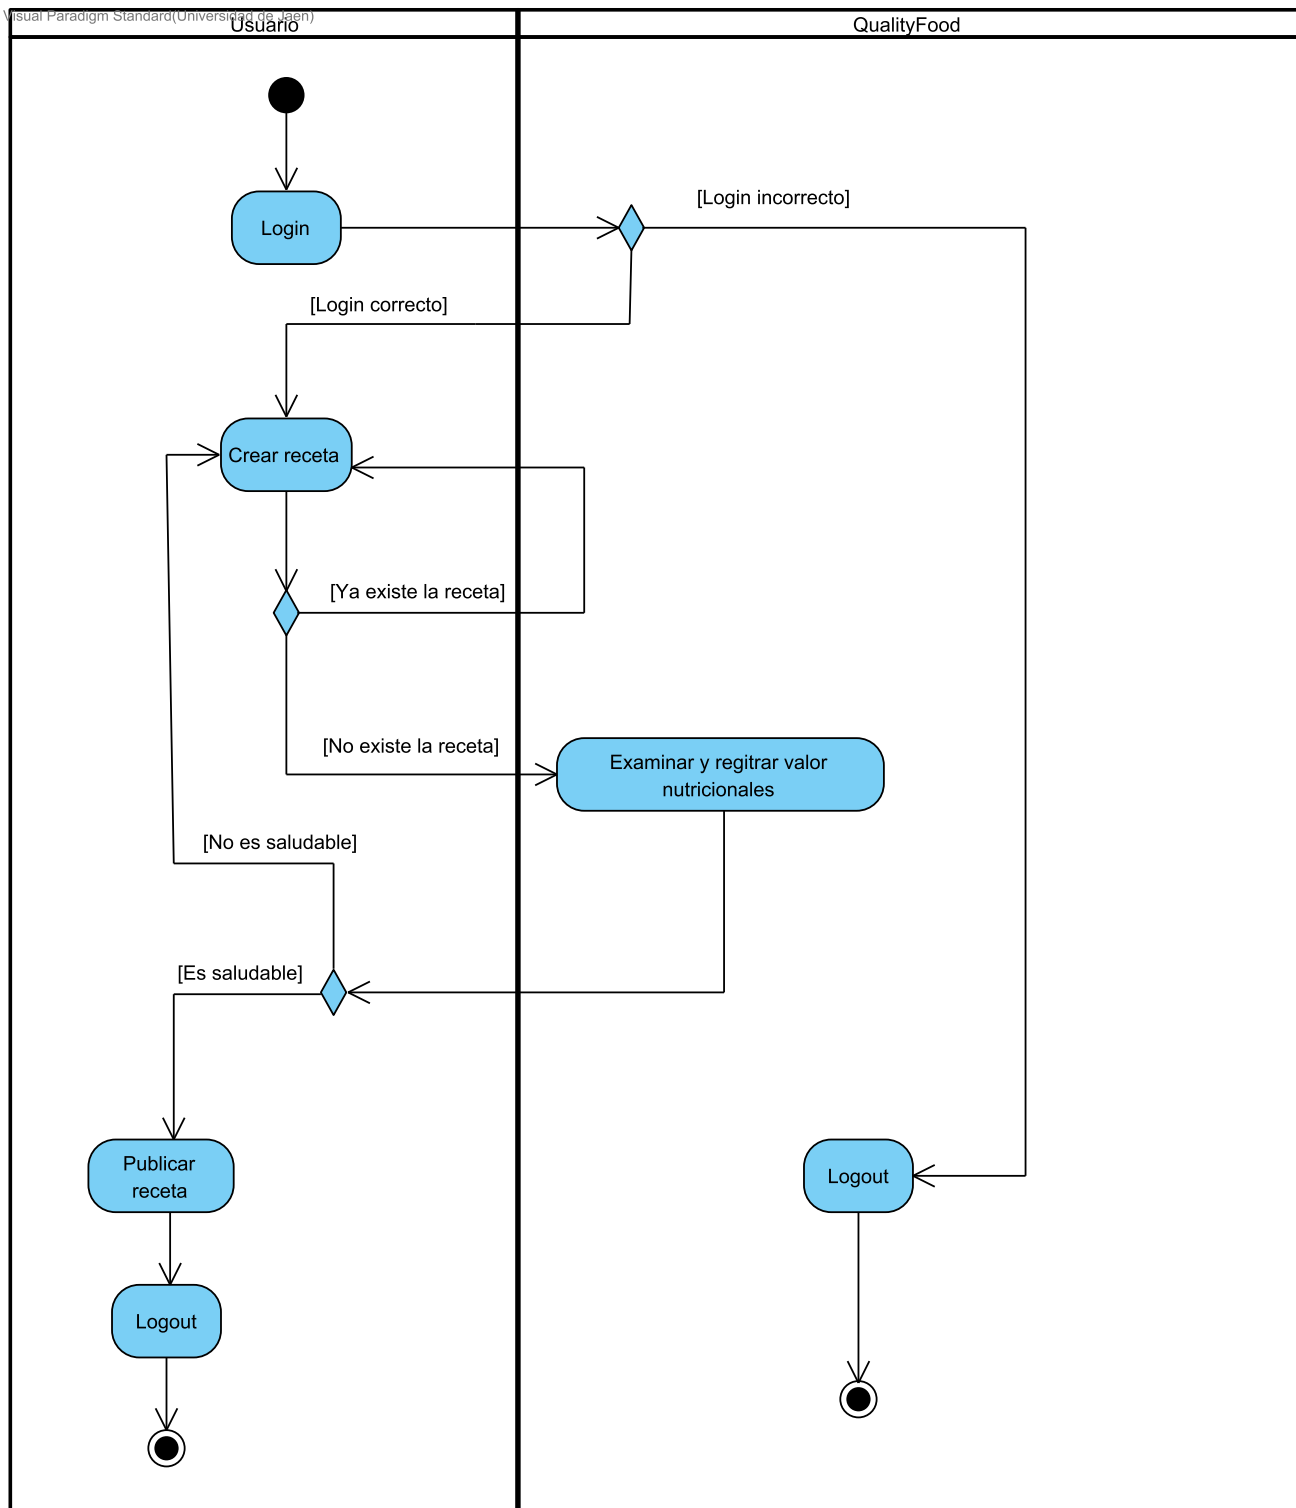 Visual Paradigm Standard(Universidad de Jaen)
Usuario
QualityFood
[Login incorrecto]
Login
[Login correcto]
Crear receta
[Ya existe la receta]
[No existe la receta]
Examinar y regitrar valor
nutricionales
[No es saludable]
[Es saludable]
Publicar
receta
Logout
Logout